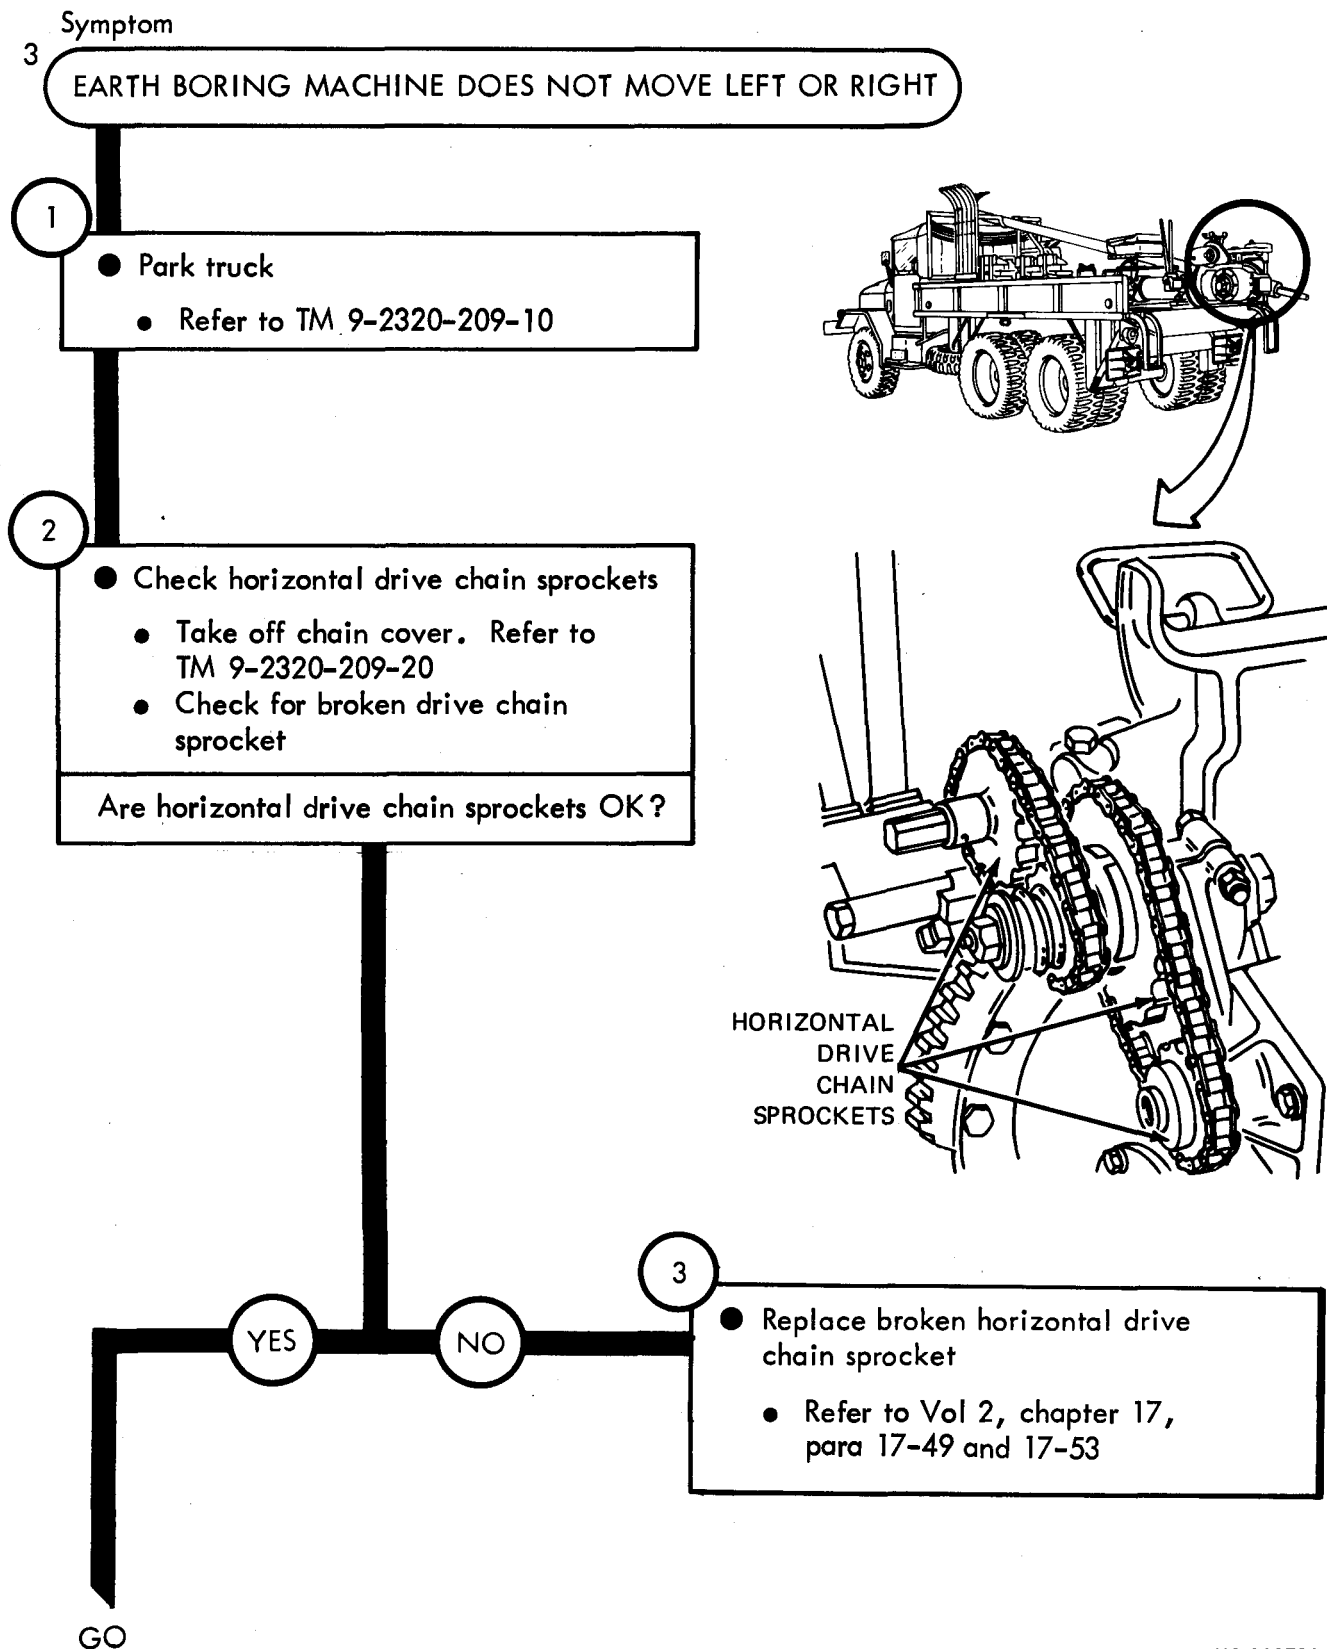 Symptom
3
EARTH BORING MACHINE DOES NOT MOVE LEFT OR RIGHT
1
● Park truck
● Refer to TM 9-2320-209-10
2
● Check horizontal drive chain sprockets
● Take off chain cover. Refer to
TM 9-2320-209-20
● Check for broken drive chain
sprocket
Are horizontal drive chain sprockets OK?
HORIZONTAL
DRIVE
CHAIN
SPROCKETS
YES
NO
3
● Replace broken horizontal drive
chain sprocket
● Refer to Vol 2, chapter 17,
para 17-49 and 17-53
GO